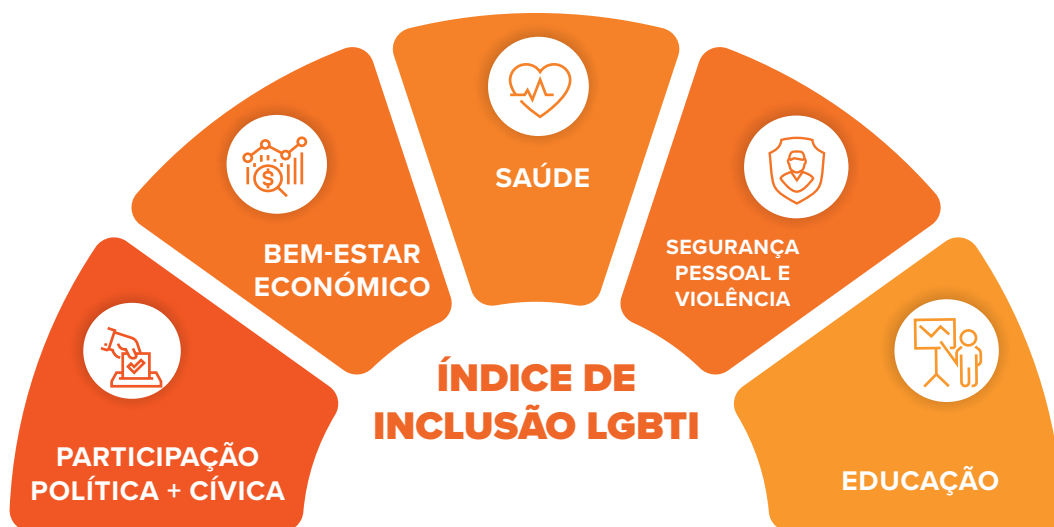 SAÚDE
BEM-ESTAR
ECONÓMICO
SEGURANÇA
PESSOAL E
VIOLÊNCIA
PARTICIPAÇÃO
POLÍTICA + CÍVICA
ÍNDICE DE
INCLUSÃO LGBTI
EDUCAÇÃO